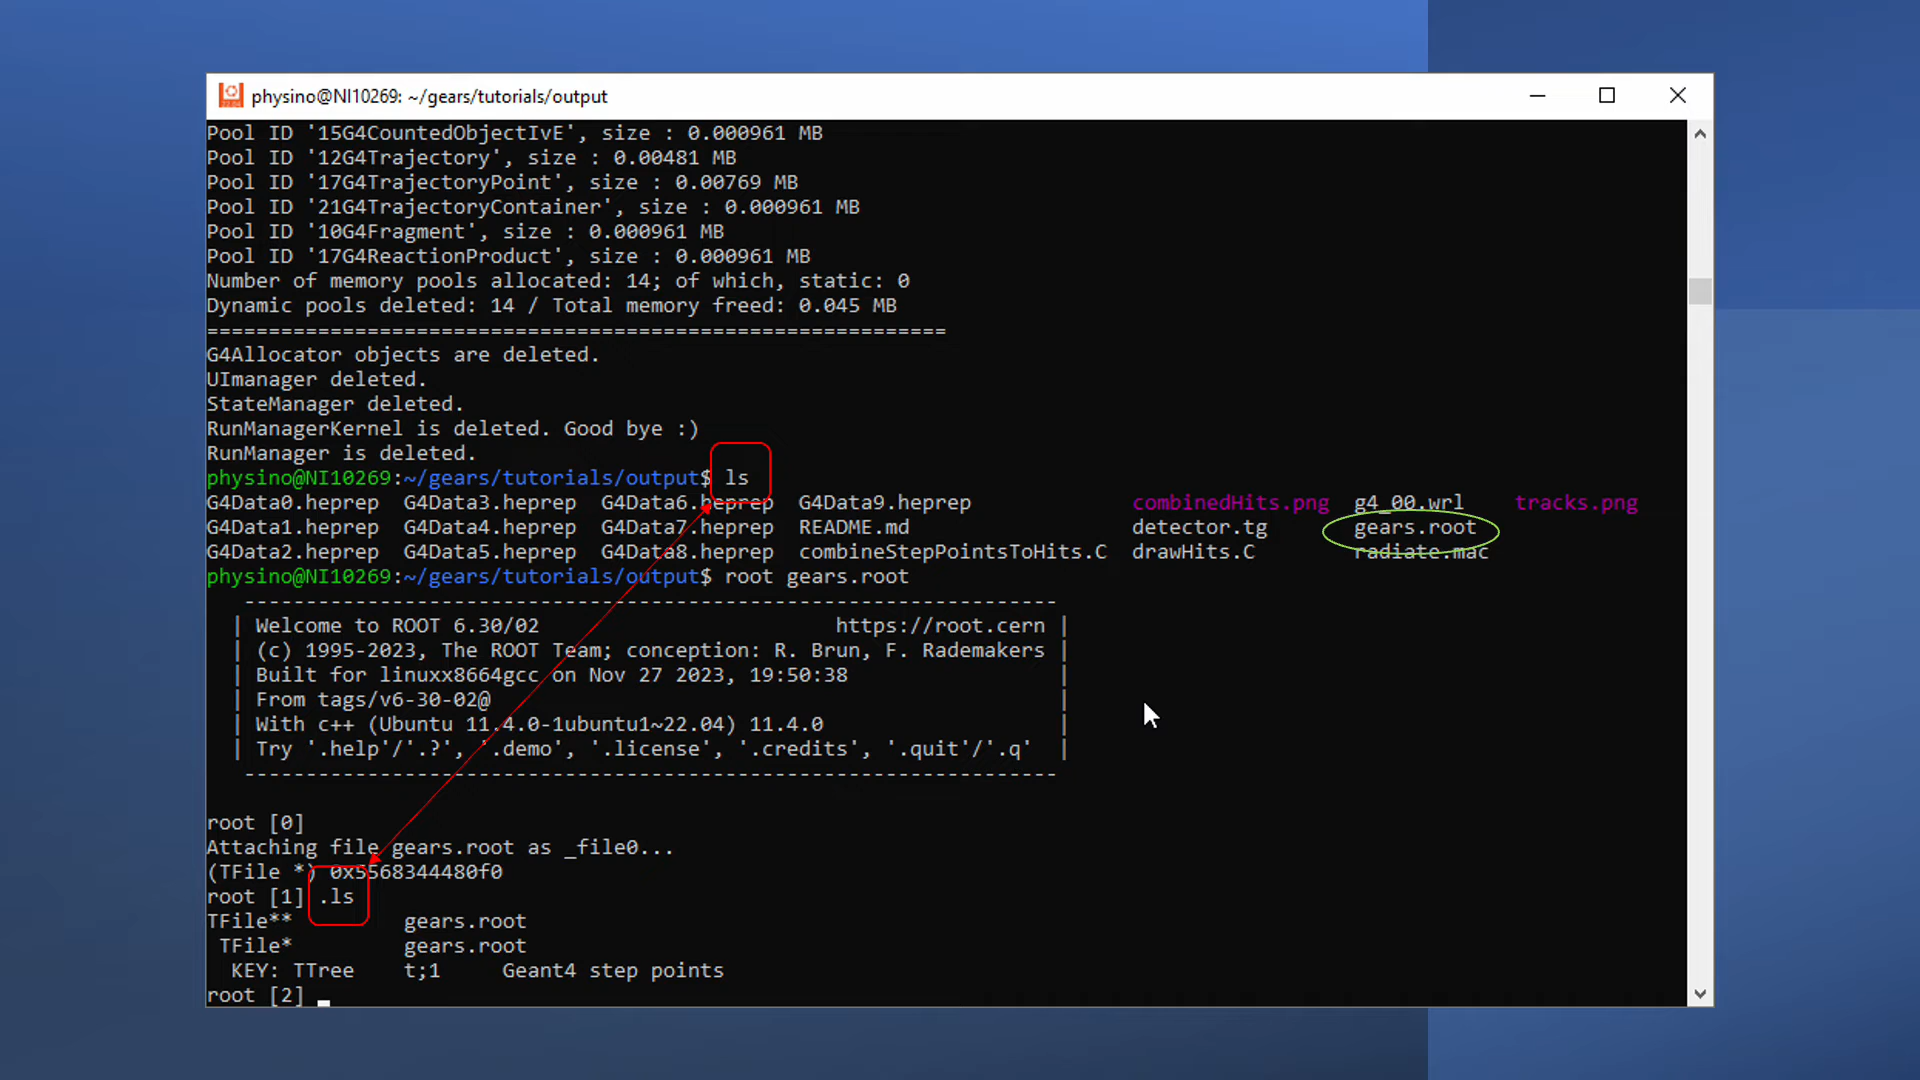 physino@NI10269: ~/gears/tutorials/output
Pool ID '15G4CountedObjectIvE', size : 0.000961 MB
Pool ID '12G4Trajectory', size : 0.00481 MB
Pool ID '17G4TrajectoryPoint', size : 0.00769 MB
Pool ID '21G4TrajectoryContainer', size : 0.000961 MB
Pool ID '10G4Fragment', size : 0.000961 MB
Pool ID '17G4ReactionProduct', size : 0.000961 MB
Number of memory pools allocated: 14; of which, static: 0
Dynamic pools deleted: 14 / Total memory freed: 0.045 MB
============================================================
G4Allocator objects are deleted.
UImanager deleted.
StateManager deleted.
RunManagerKernel is deleted. Good bye :)
RunManager is deleted.
physino@NI10269:~/gears/tutorials/output$ ls
G4Data0.heprep  G4Data3.heprep  G4Data6.heprep  G4Data9.heprep             combinedHits.png  g4_00.wrl    tracks.png
G4Data1.heprep  G4Data4.heprep  G4Data7.heprep  README.md                  detector.tg       gears.root
G4Data2.heprep  G4Data5.heprep  G4Data8.heprep  combineStepPointsToHits.C  drawHits.C        radiate.mac
physino@NI10269:~/gears/tutorials/output$ root gears.root
   ------------------------------------------------------------------
  | Welcome to ROOT 6.30/02                        https://root.cern |
  | (c) 1995-2023, The ROOT Team; conception: R. Brun, F. Rademakers |
  | Built for linuxx8664gcc on Nov 27 2023, 19:50:38                 |
  | From tags/v6-30-02@                                              |
  | With c++ (Ubuntu 11.4.0-1ubuntu1~22.04) 11.4.0                   |
  | Try '.help'/'.?', '.demo', '.license', '.credits', '.quit'/'.q'  |
   ------------------------------------------------------------------
root [0]
Attaching file gears.root as _file0...
(TFile *) 0x5568344480f0
root [1] .ls
TFile**         gears.root
 TFile*         gears.root
  KEY: TTree    t;1     Geant4 step points
root [2]